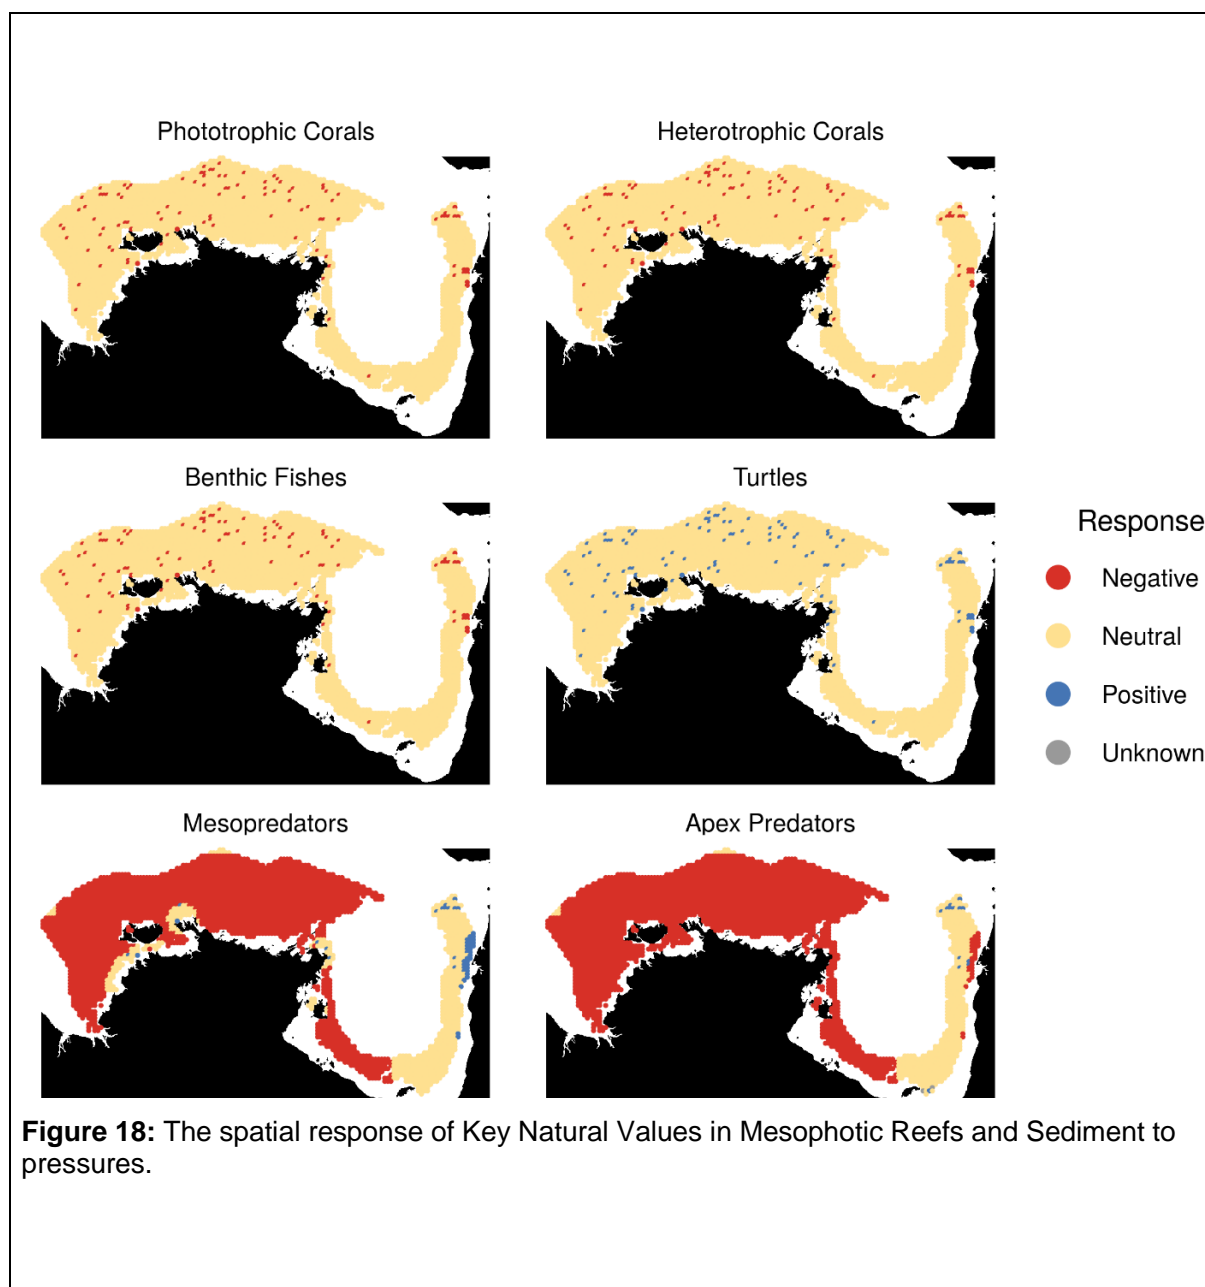 Phototrophic Corals
Heterotrophic Corals
Benthic Fishes
Turtles
Response
Negative
Neutral
Positive
Unknown
Mesopredators
Apex Predators
Figure 18: The spatial response of Key Natural Values in Mesophotic Reefs and Sediment to
pressures.